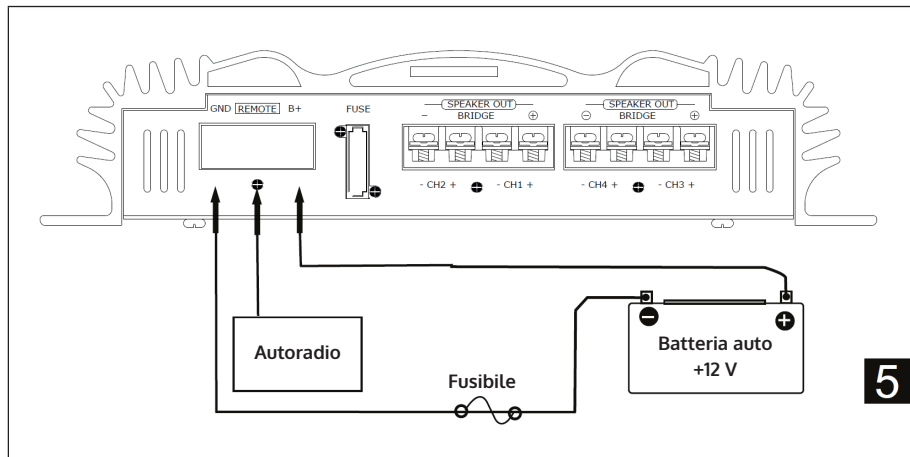 GND REMOTE B+ FUSE
SPEAKER OUT SPEAKER OUT
- BRIDGE + - BRIDGE +
- CH2 + - CH1 + - CH4 + - CH3 +
- +
Autoradio
Batteria auto
+12 V
Fusibile
5